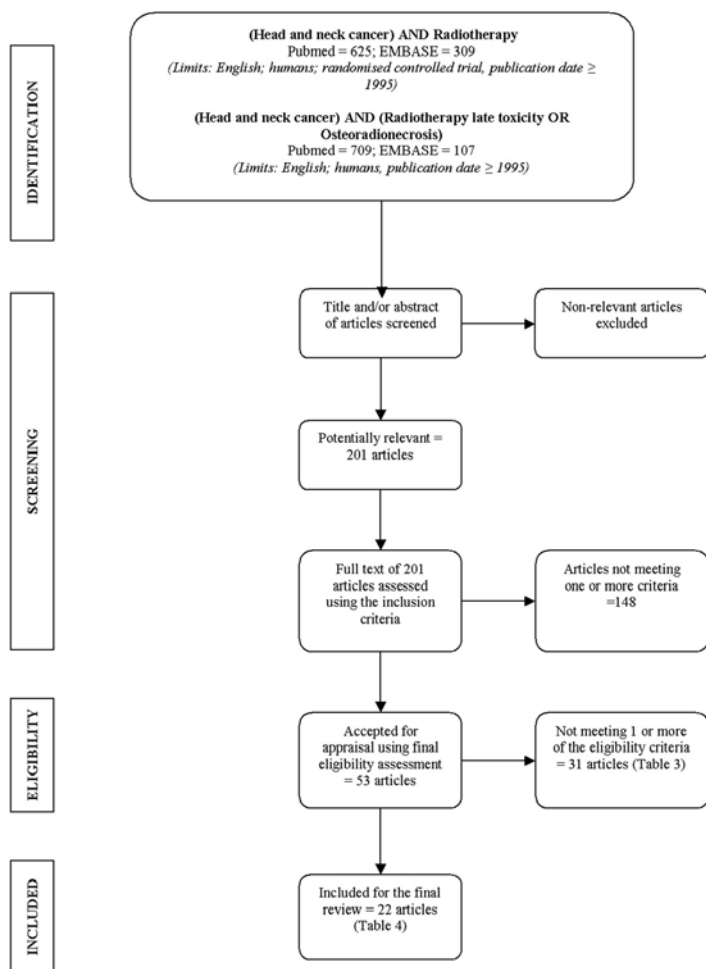 IDENTIFICATION
(Head and neck cancer) AND Radiotherapy
Pubmed = 625; EMBASE = 309
(Limits: English; humans; randomised controlled trial, publication date ≥
1995)
(Head and neck cancer) AND (Radiotherapy late toxicity OR
Osteoradionecrosis)
Pubmed = 709; EMBASE = 107
(Limits: English; humans, publication date ≥ 1995)
SCREENING
Title and/or abstract
of articles screened
Non-relevant articles
excluded
Potentially relevant =
201 articles
Full text of 201
articles assessed
using the inclusion
criteria
Articles not meeting
one or more criteria
=148
ELIGIBILITY
Accepted for
appraisal using final
eligibility assessment
= 53 articles
Not meeting 1 or more
of the eligibility criteria
= 31 articles (Table 3)
INCLUDED
Included for the final
review = 22 articles
(Table 4)